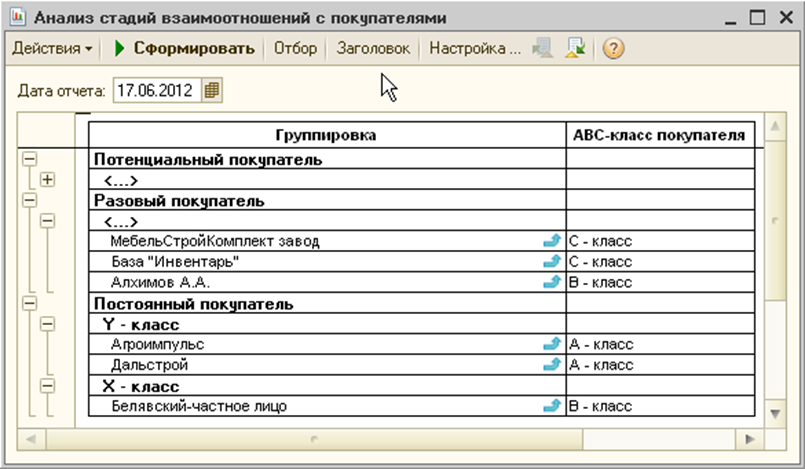 Анализ стадий взаимоотношений с покупателями
Действия Сформировать Отбор Заголовок Настройка ...
Дата отчета: 17.06.2012
Группировка ABC-класс покупателя
Потенциальный покупатель
<...>
Разовый покупатель
<...>
МебельСтройКомплект завод C - класс
База "Инвентарь" C - класс
Алхимов А.А. B - класс
Постоянный покупатель
Y - класс
Агроимпульс A - класс
Дальстрой A - класс
X - класс
Белявский-частное лицо B - класс